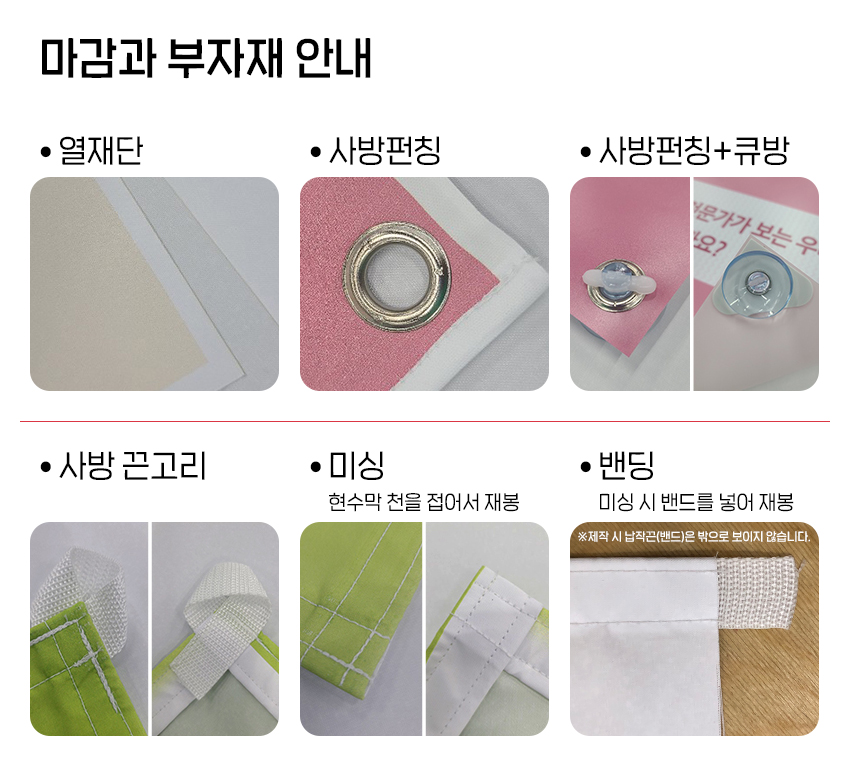 마감과 부자재 안내
• 열재단
• 사방펀칭
• 사방펀칭+큐방
문가가 보는 우
요?
• 사방 끈고리
• 미싱
현수막 천을 접어서 재봉
• 밴딩
미싱 시 밴드를 넣어 재봉
※제작 시 납작끈(밴드)은 밖으로 보이지 않습니다.